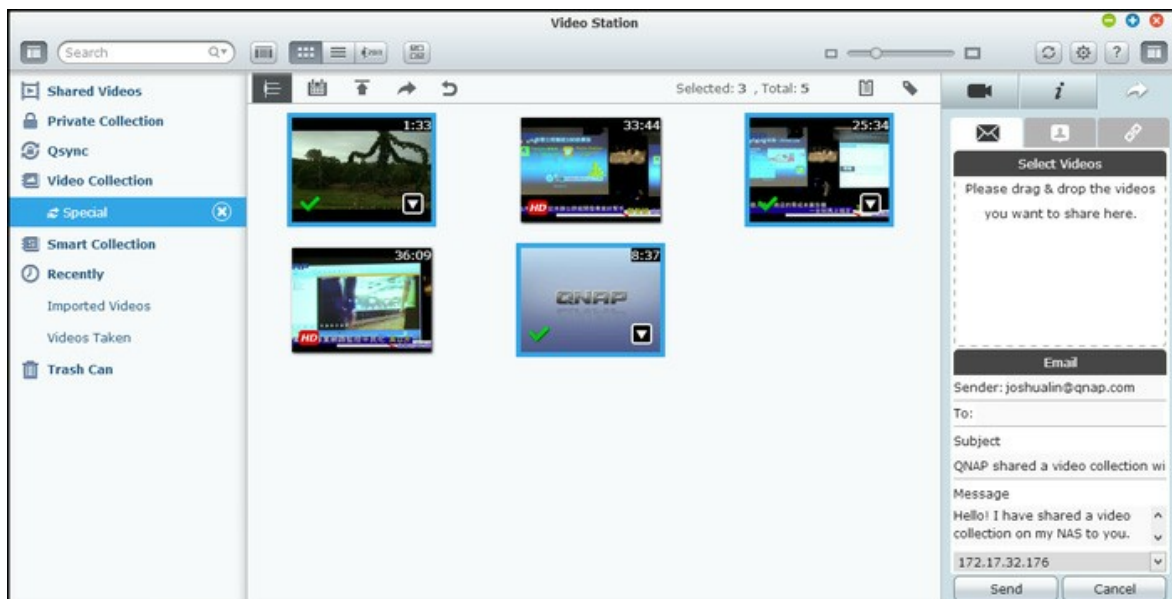 Video Station
Search
Selected: 3 , Total: 5
Shared Videos
Private Collection
Qsync
Video Collection
Special
Smart Collection
Recently
Imported Videos
Videos Taken
Trash Can
1:33
33:44
HD
25:34
36:09
HD
8:37
QNAP
Select Videos
Please drag & drop the videos
you want to share here.
Email
Sender: joshualin@qnap.com
To:
Subject
QNAP shared a video collection wi
Message
Hello! I have shared a video
collection on my NAS to you.
172.17.32.176
Send
Cancel